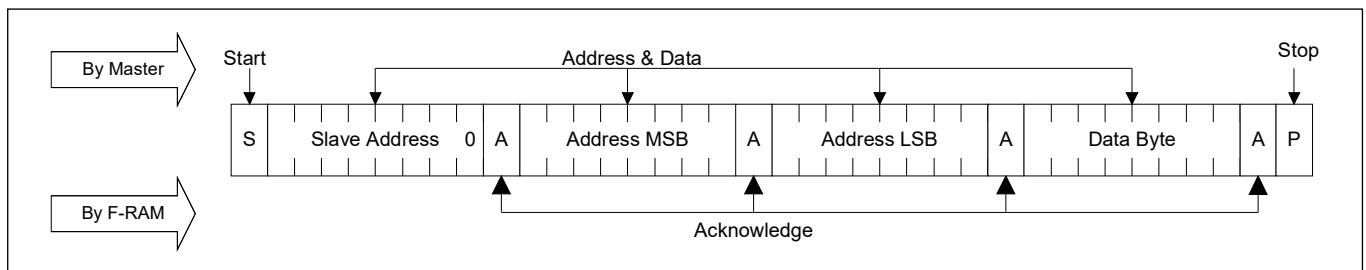 By Master
Start
Address & Data
Stop
S Slave Address 0 A Address MSB A Address LSB A Data Byte A P
By F-RAM
Acknowledge